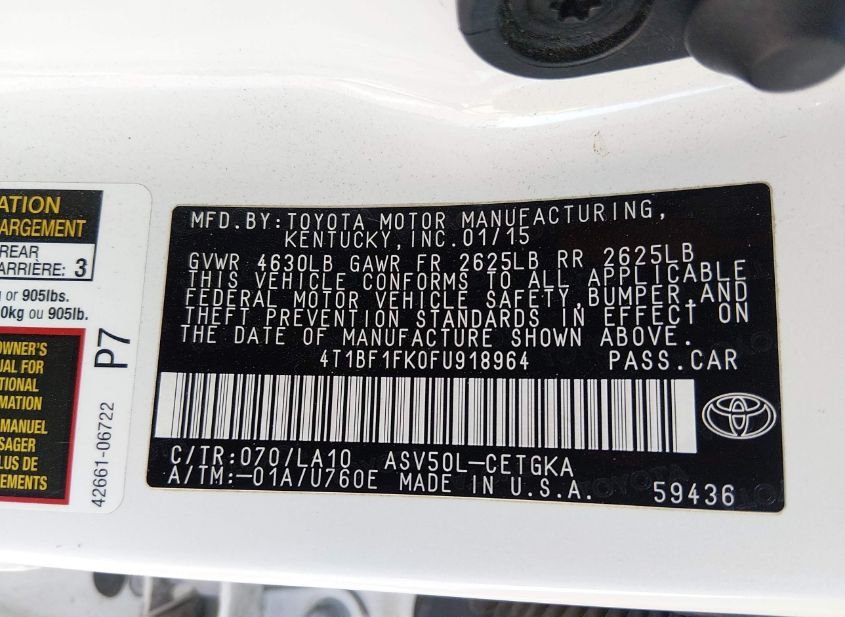 ATION
CHARGEMENT
REAR
ARRIÈRE: 3
or 905lbs.
0kg ou 905lb.
OWNER'S
UAL FOR
TIONAL
MATION
MANUEL
SAGER
PLUS DE
EMENTS
P7
42661-06722
MFD.BY:TOYOTA MOTOR MANUFACTURING,
KENTUCKY,INC.01/15
GVWR 4630LB GAWR FR 2625LB RR 2625LB
THIS VEHICLE CONFORMS TO ALL APPLICABLE
FEDERAL MOTOR VEHICLE SAFETY,BUMPER,AND
THEFT PREVENTION STANDARDS IN EFFECT ON
THE DATE OF MANUFACTURE SHOWN ABOVE.
4T1BF1FK0FU918964 PASS.CAR
C/TR:070/LA10 ASV50L-CETGKA
A/TM:-01A/U760E MADE IN U.S.A. 59436